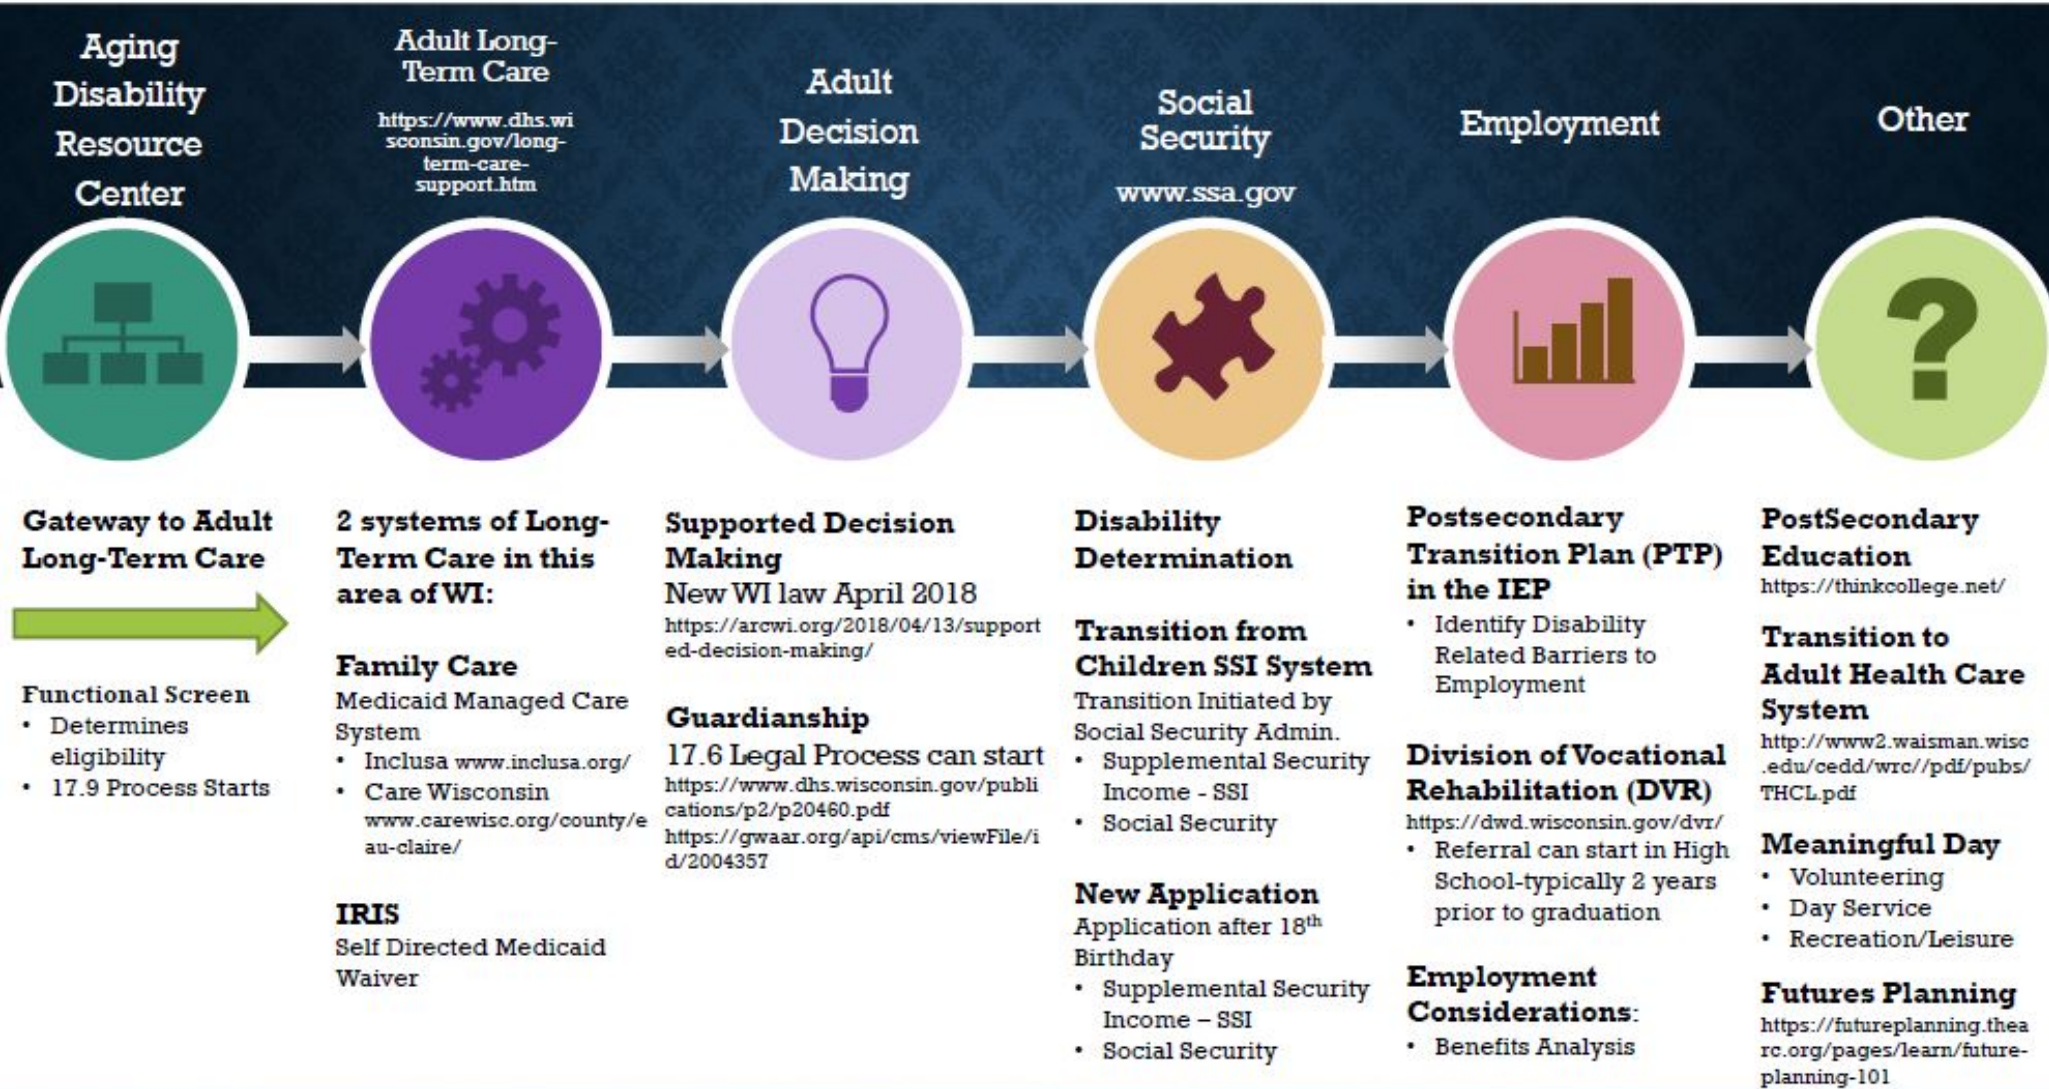 Aging
Disability
Resource
Center
Adult Long-
Term Care
https://www.dhs.wi
sconsin.gov/long-
term-care-
support.htm
Adult
Decision
Making
Social
Security
www.ssa.gov
Employment
Other
Gateway to Adult
Long-Term Care
Functional Screen
• Determines
eligibility
• 17.9 Process Starts
2 systems of Long-
Term Care in this
area of WI:
Family Care
Medicaid Managed Care
System
• Inclusa www.inclusa.org/
• Care Wisconsin
www.carewisc.org/county/e
au-claire/
IRIS
Self Directed Medicaid
Waiver
Supported Decision
Making
New WI law April 2018
https://arcwi.org/2018/04/13/support
ed-decision-making/
Guardianship
17.6 Legal Process can start
https://www.dhs.wisconsin.gov/publi
cations/p2/p20460.pdf
https://gwaar.org/api/cms/viewFile/i
d/2004357
Disability
Determination
Transition from
Children SSI System
Transition Initiated by
Social Security Admin.
• Supplemental Security
Income - SSI
• Social Security
New Application
Application after 18th
Birthday
• Supplemental Security
Income – SSI
• Social Security
Postsecondary
Transition Plan (PTP)
in the IEP
• Identify Disability
Related Barriers to
Employment
Division of Vocational
Rehabilitation (DVR)
https://dwd.wisconsin.gov/dvr/
• Referral can start in High
School-typically 2 years
prior to graduation
Employment
Considerations:
• Benefits Analysis
PostSecondary
Education
https://thinkcollege.net/
Transition to
Adult Health Care
System
http://www2.waisman.wisc
.edu/cedd/wrc//pdf/pubs/
THCL.pdf
Meaningful Day
• Volunteering
• Day Service
• Recreation/Leisure
Futures Planning
https://futureplanning.thea
rc.org/pages/learn/future-
planning-101